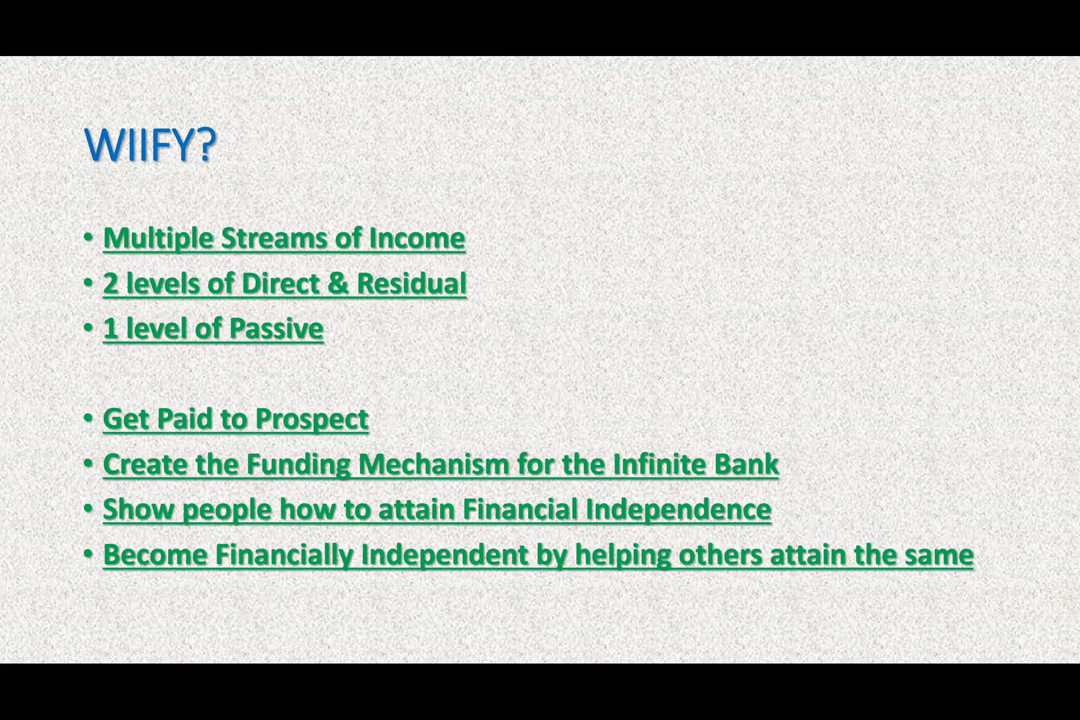 WIIFY?
• Multiple Streams of Income
• 2 levels of Direct & Residual
• 1 level of Passive
• Get Paid to Prospect
• Create the Funding Mechanism for the Infinite Bank
• Show people how to attain Financial Independence
• Become Financially Independent by helping others attain the same